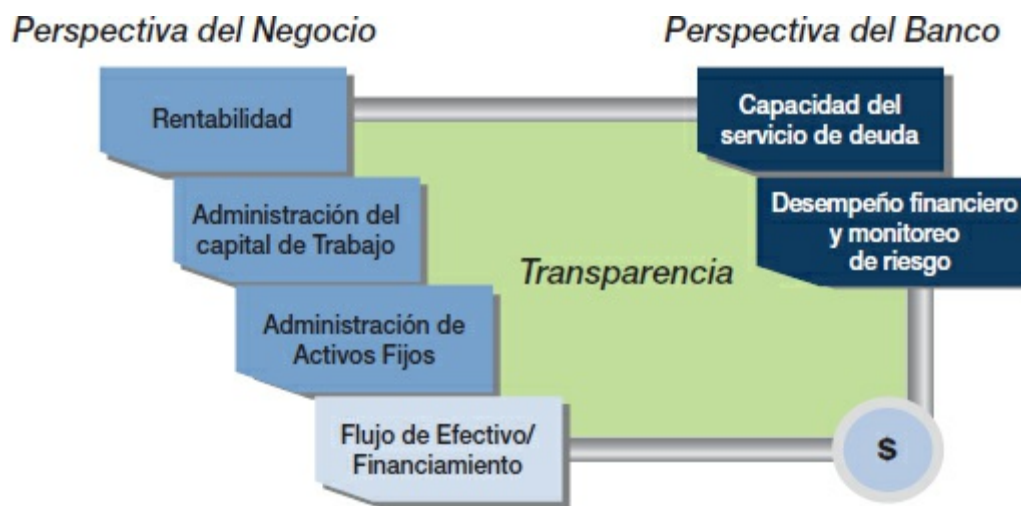 Perspectiva del Negocio
Perspectiva del Banco
Rentabilidad
Capacidad del
servicio de deuda
Administración del
capital de Trabajo
Desempeño financiero
y monitoreo
de riesgo
Transparencia
Administración de
Activos Fijos
Flujo de Efectivo/
Financiamiento
$